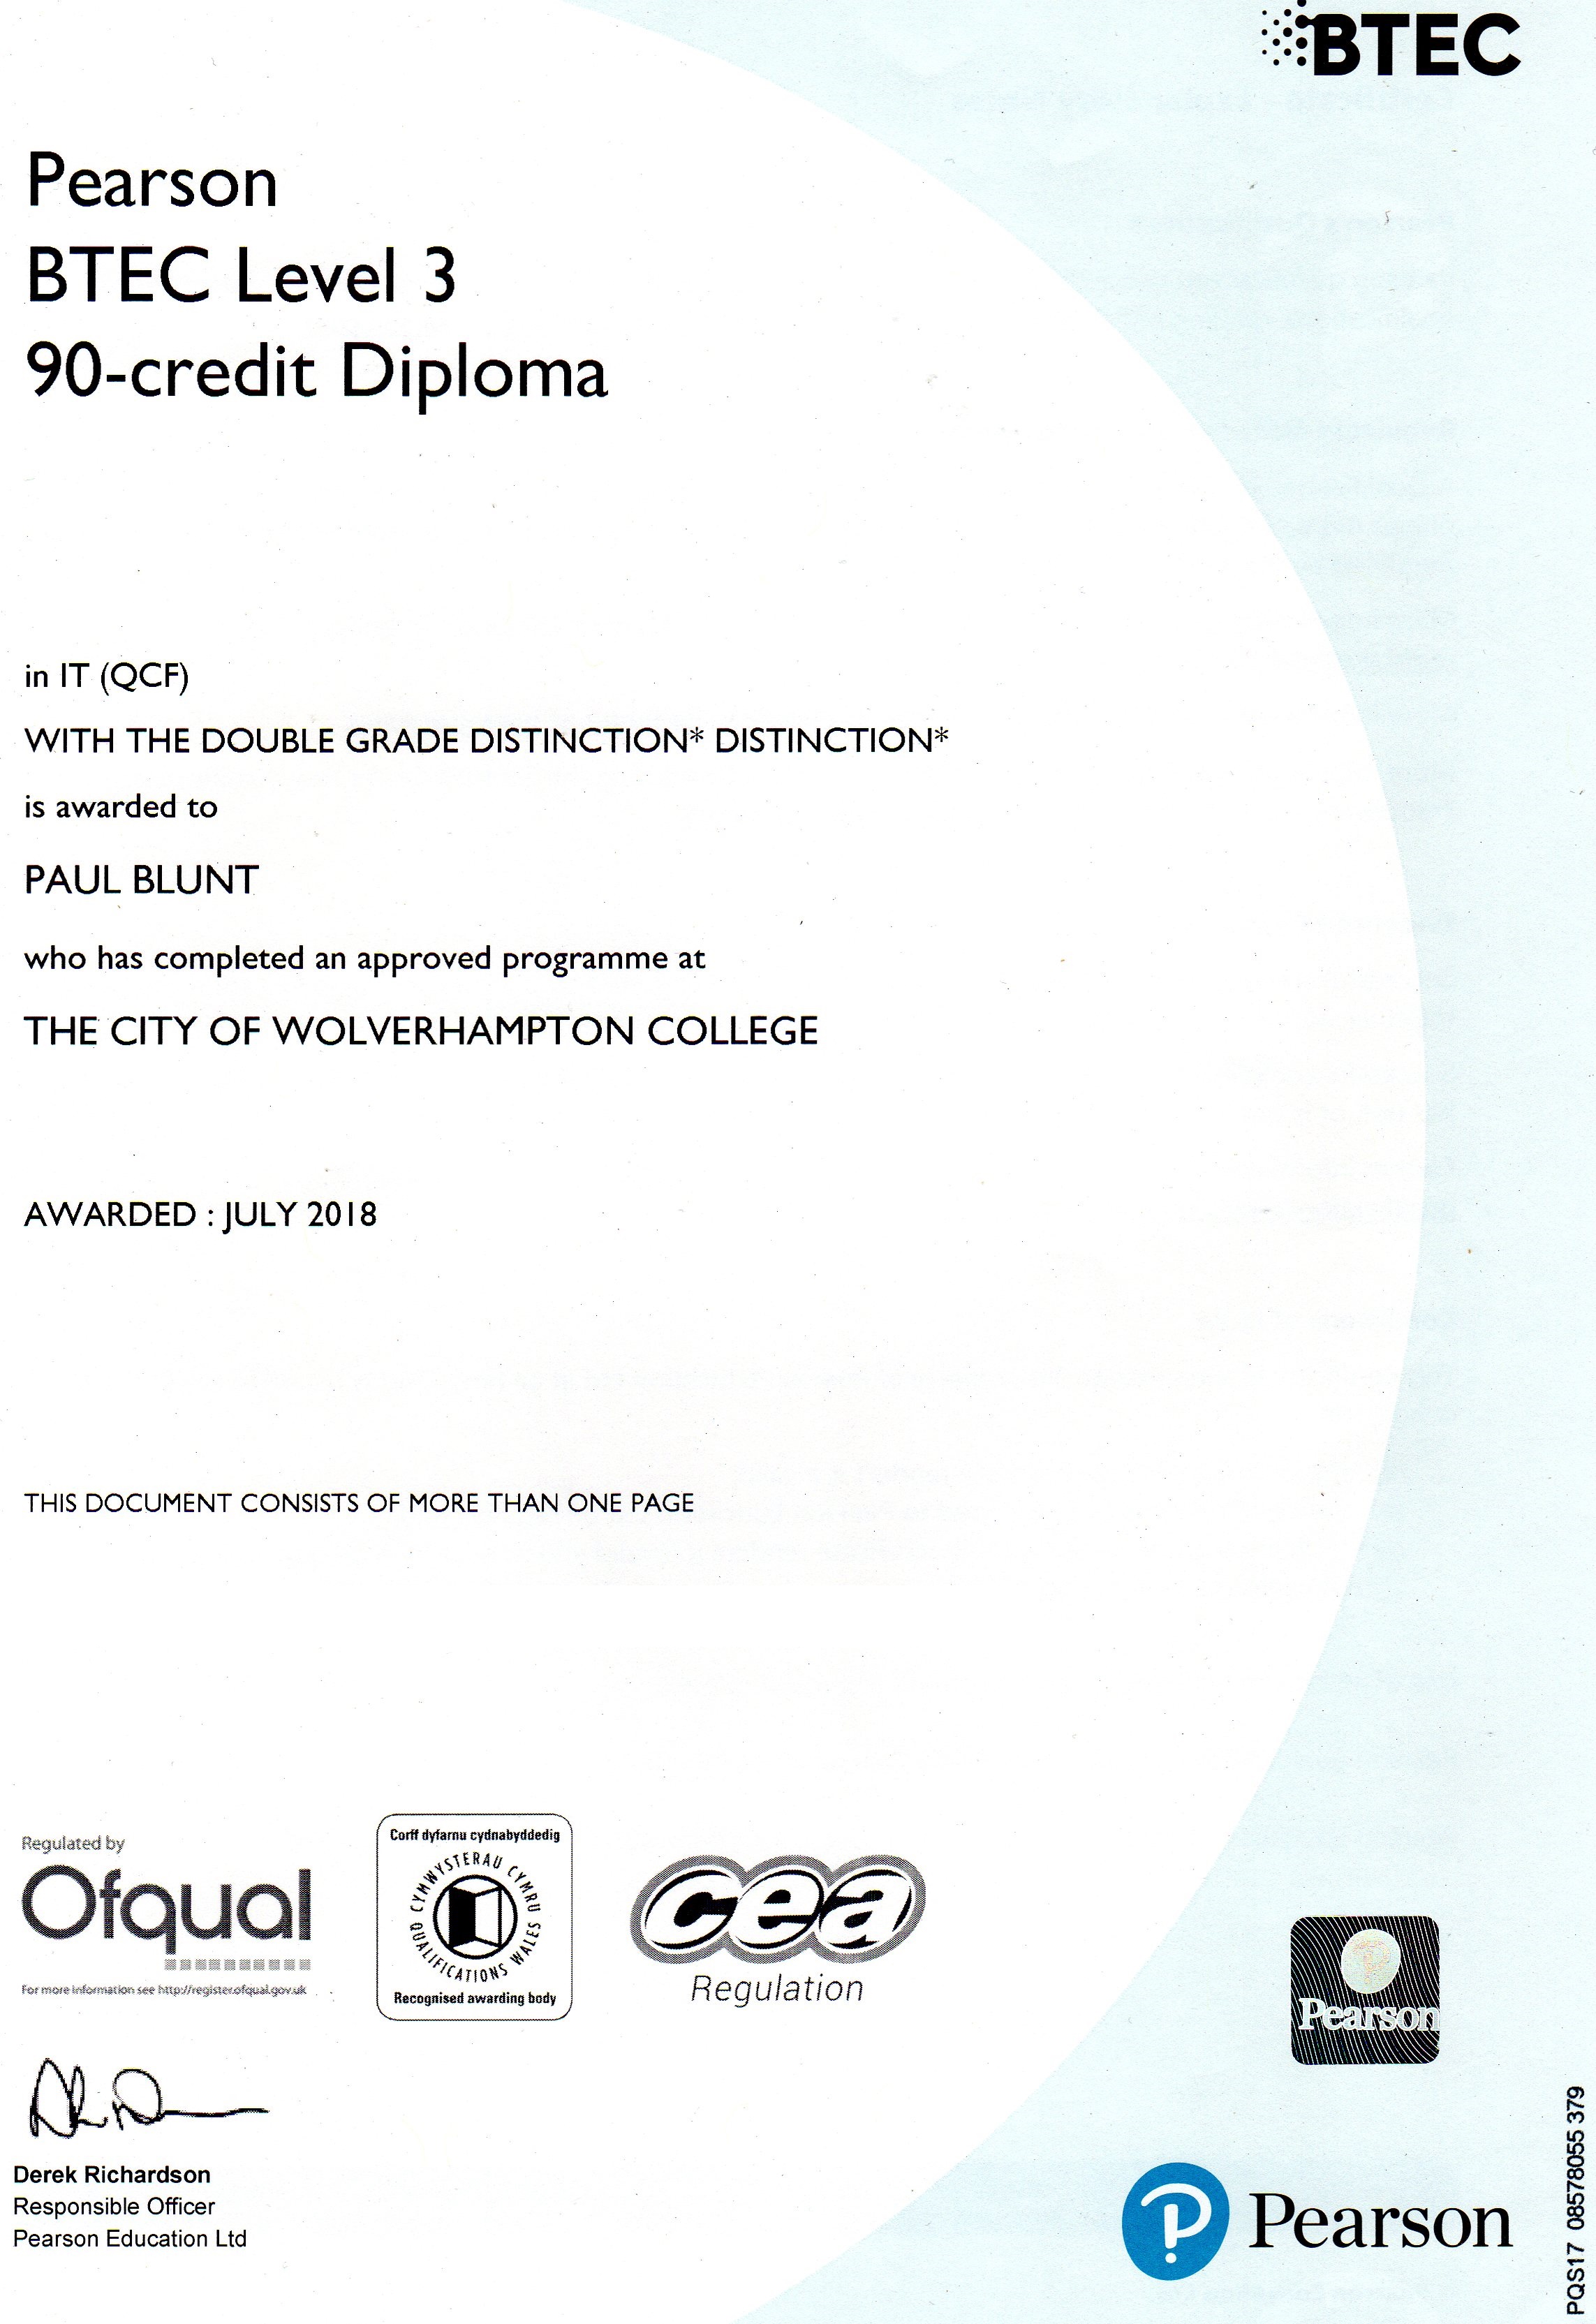 BTEC
Pearson
BTEC Level 3
90-credit Diploma
in IT (QCF)
WITH THE DOUBLE GRADE DISTINCTION* DISTINCTION*
is awarded to
PAUL BLUNT
who has completed an approved programme at
THE CITY OF WOLVERHAMPTON COLLEGE
AWARDED : JULY 2018
THIS DOCUMENT CONSISTS OF MORE THAN ONE PAGE
Regulated by
Ofqual
For more information see http://register.ofqual.gov.uk
Corff dyfarnu cydnabyddedig
CYMWYSTERAU CYMRU
QUALIFICATIONS WALES
Recognised awarding body
cea
Regulation
Pearson
Derek Richardson
Responsible Officer
Pearson Education Ltd
Pearson
PQS17 08578055 379